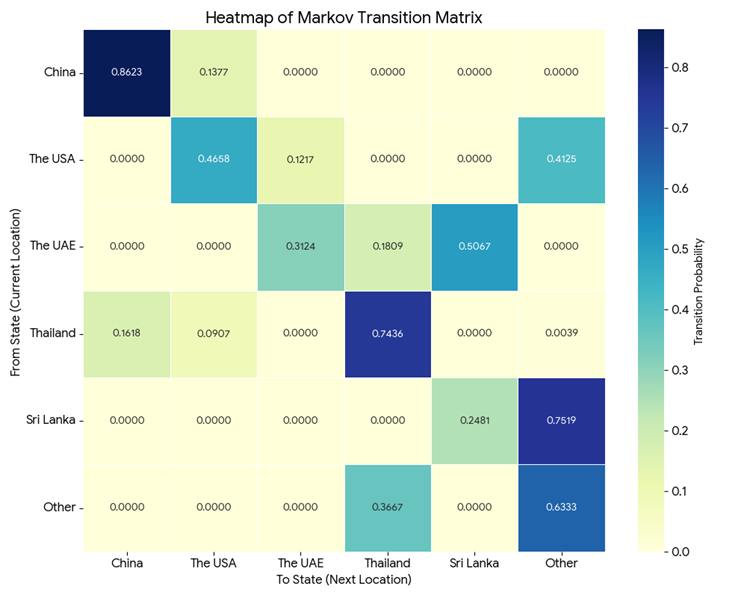 Heatmap of Markov Transition Matrix
From State (Current Location)
China 0.8623 0.1377 0.0000 0.0000 0.0000 0.0000
The USA 0.0000 0.4658 0.1217 0.0000 0.0000 0.4125
The UAE 0.0000 0.0000 0.3124 0.1809 0.5067 0.0000
Thailand 0.1618 0.0907 0.0000 0.7436 0.0000 0.0039
Sri Lanka 0.0000 0.0000 0.0000 0.0000 0.2481 0.7519
Other 0.0000 0.0000 0.0000 0.3667 0.0000 0.6333
China The USA The UAE Thailand Sri Lanka Other
To State (Next Location)
0.8
0.7
0.6
0.5
0.4
0.3
0.2
0.1
0.0
Transition Probability